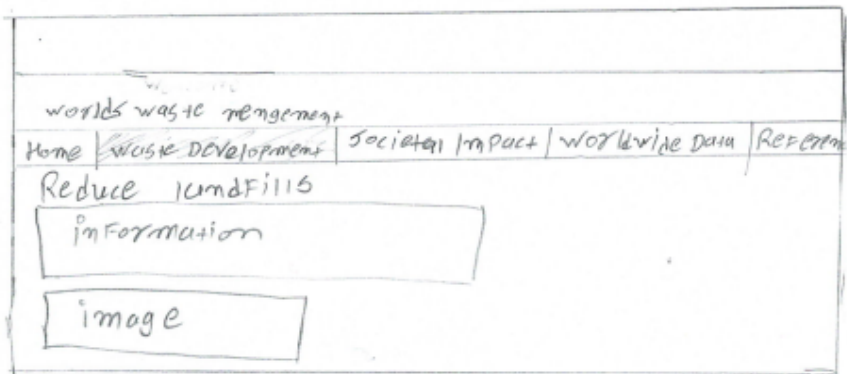 worlds waste mengement
Home | Waste Development | Societal Impact | Worldwide Data | Referen
Reduce landfills
information
image